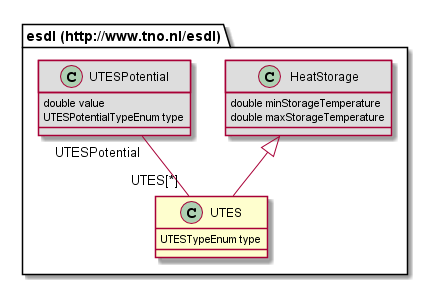 esdl (http://www.tno.nl/esdl)
C UTESPotential
double value
UTESPotentialTypeEnum type
C HeatStorage
double minStorageTemperature
double maxStorageTemperature
UTESPotential
UTES[*]
C UTES
UTESTypeEnum type